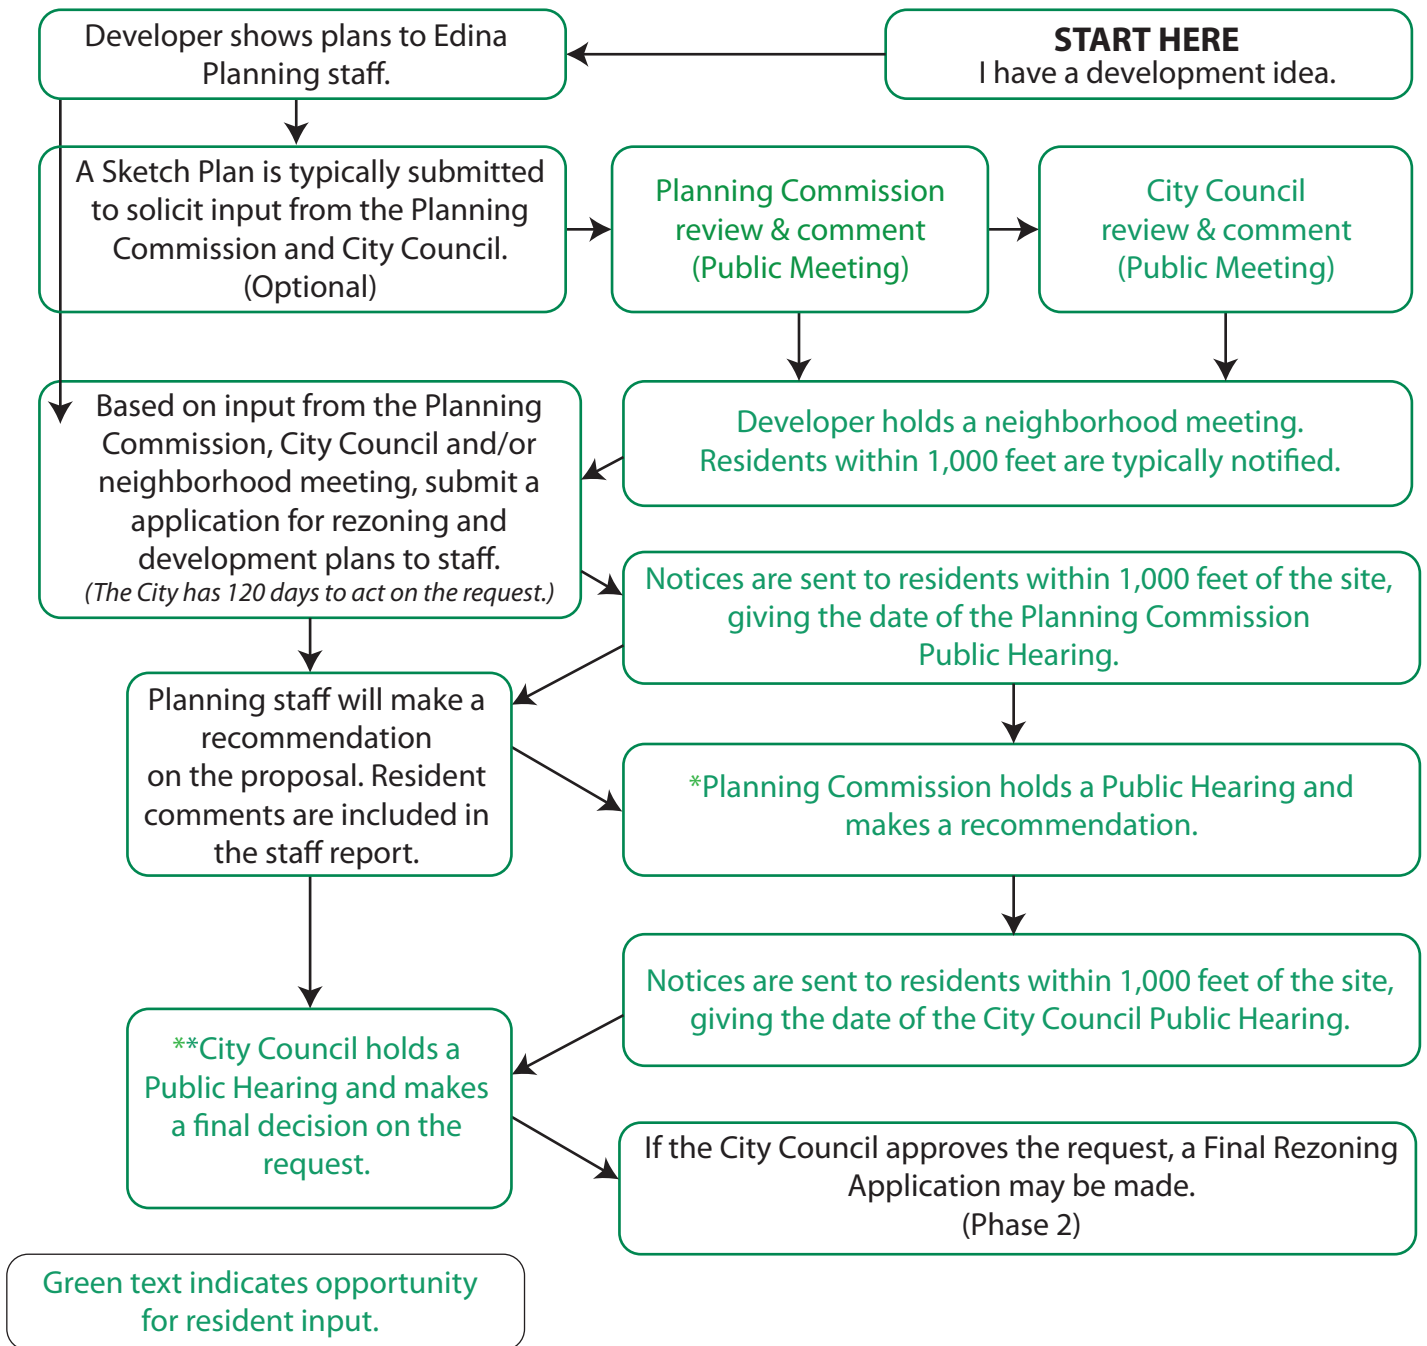 START HERE
I have a development idea.
Developer shows plans to Edina
Planning staff.
A Sketch Plan is typically submitted
to solicit input from the Planning
Commission and City Council.
(Optional)
Planning Commission
review & comment
(Public Meeting)
City Council
review & comment
(Public Meeting)
Developer holds a neighborhood meeting.
Residents within 1,000 feet are typically notified.
Based on input from the Planning
Commission, City Council and/or
neighborhood meeting, submit a
application for rezoning and
development plans to staff.
(The City has 120 days to act on the request.)
Notices are sent to residents within 1,000 feet of the site,
giving the date of the Planning Commission
Public Hearing.
Planning staff will make a
recommendation
on the proposal. Resident
comments are included in
the staff report.
*Planning Commission holds a Public Hearing and
makes a recommendation.
Notices are sent to residents within 1,000 feet of the site,
giving the date of the City Council Public Hearing.
**City Council holds a
Public Hearing and makes
a final decision on the
request.
If the City Council approves the request, a Final Rezoning
Application may be made.
(Phase 2)
Green text indicates opportunity
for resident input.